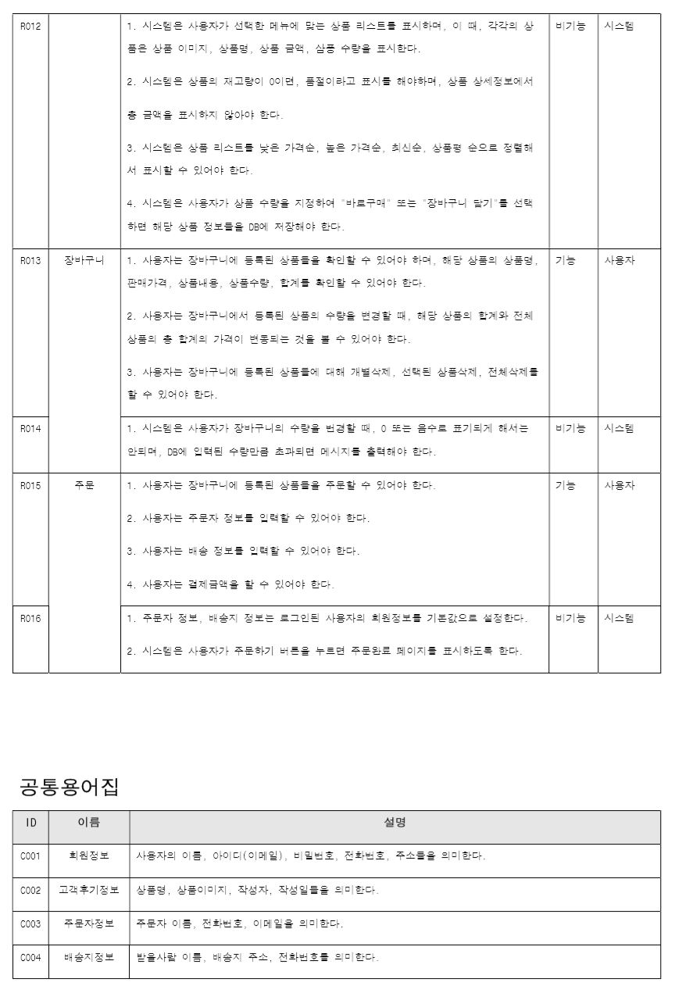 R012 1. 시스템은 사용자가 선택한 메뉴에 맞는 상품 리스트를 표시하며, 이 때, 각각의 상 비기능 시스템
품은 상품 이미지, 상품명, 상품 금액, 삼풍 수량을 표시한다.
2. 시스템은 상품의 재고량이 0이면, 품절이라고 표시를 해야하며, 상품 상세정보에서
총 금액을 표시하지 않아야 한다.
3. 시스템은 상품 리스트를 낮은 가격순, 높은 가격순, 최신순, 상품평 순으로 정렬해
서 표시할 수 있어야 한다.
4. 시스템은 사용자가 상품 수량을 지정하여 "바로구매" 또는 "장바구니 담기"를 선택
하면 해당 상품 정보들을 DB에 저장해야 한다.
R013 장바구니 1. 사용자는 장바구니에 등록된 상품들을 확인할 수 있어야 하며, 해당 상품의 상품명, 기능 사용자
판매가격, 상품내용, 상품수량, 합계를 확인할 수 있어야 한다.
2. 사용자는 장바구니에서 등록된 상품의 수량을 변경할 때, 해당 상품의 합계와 전체
상품의 총 합계의 가격이 변동되는 것을 볼 수 있어야 한다.
3. 사용자는 장바구니에 등록된 상품들에 대해 개별삭제, 선택된 상품삭제, 전체삭제를
할 수 있어야 한다.
R014 1. 시스템은 사용자가 장바구니의 수량을 번경할 때, 0 또는 음수로 표기되게 해서는 비기능 시스템
안되며, DB에 입력된 수량만큼 초과되면 메시지를 출력해야 한다.
R015 주문 1. 사용자는 장바구니에 등록된 상품들을 주문할 수 있어야 한다. 기능 사용자
2. 사용자는 주문자 정보를 입력할 수 있어야 한다.
3. 사용자는 배송 정보를 입력할 수 있어야 한다.
4. 사용자는 결제금액을 할 수 있어야 한다.
R016 1. 주문자 정보, 배송지 정보는 로그인된 사용자의 회원정보를 기본값으로 설정한다. 비기능 시스템
2. 시스템은 사용자가 주문하기 버튼을 누르면 주문완료 페이지를 표시하도록 한다.
공통용어집
ID 이름 설명
C001 회원정보 사용자의 이름, 아이디(이메일), 비밀번호, 전화번호, 주소들을 의미한다.
C002 고객후기정보 상품명, 상품이미지, 작성자, 작성일들을 의미한다.
C003 주문자정보 주문자 이름, 전화번호, 이메일을 의미한다.
C004 배송지정보 받을사람 이름, 배송지 주소, 전화번호를 의미한다.